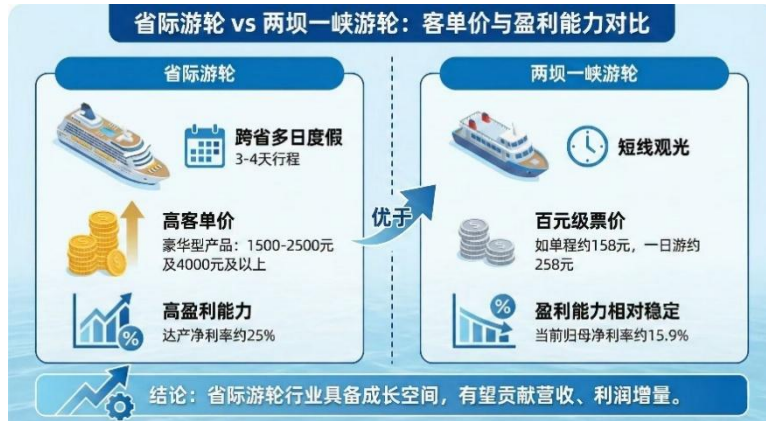 省际游轮 vs 两坝一峡游轮：客单价与盈利能力对比
省际游轮
跨省多日度假
3-4天行程
高客单价
豪华型产品：1500-2500元
及4000元及以上
高盈利能力
达产净利率约25%
%
优于
两坝一峡游轮
短线观光
百元级票价
如单程约158元，一日游约
258元
%
盈利能力相对稳定
当前归母净利率约15.9%
结论：省际游轮行业具备成长空间，有望贡献营收、利润增量。